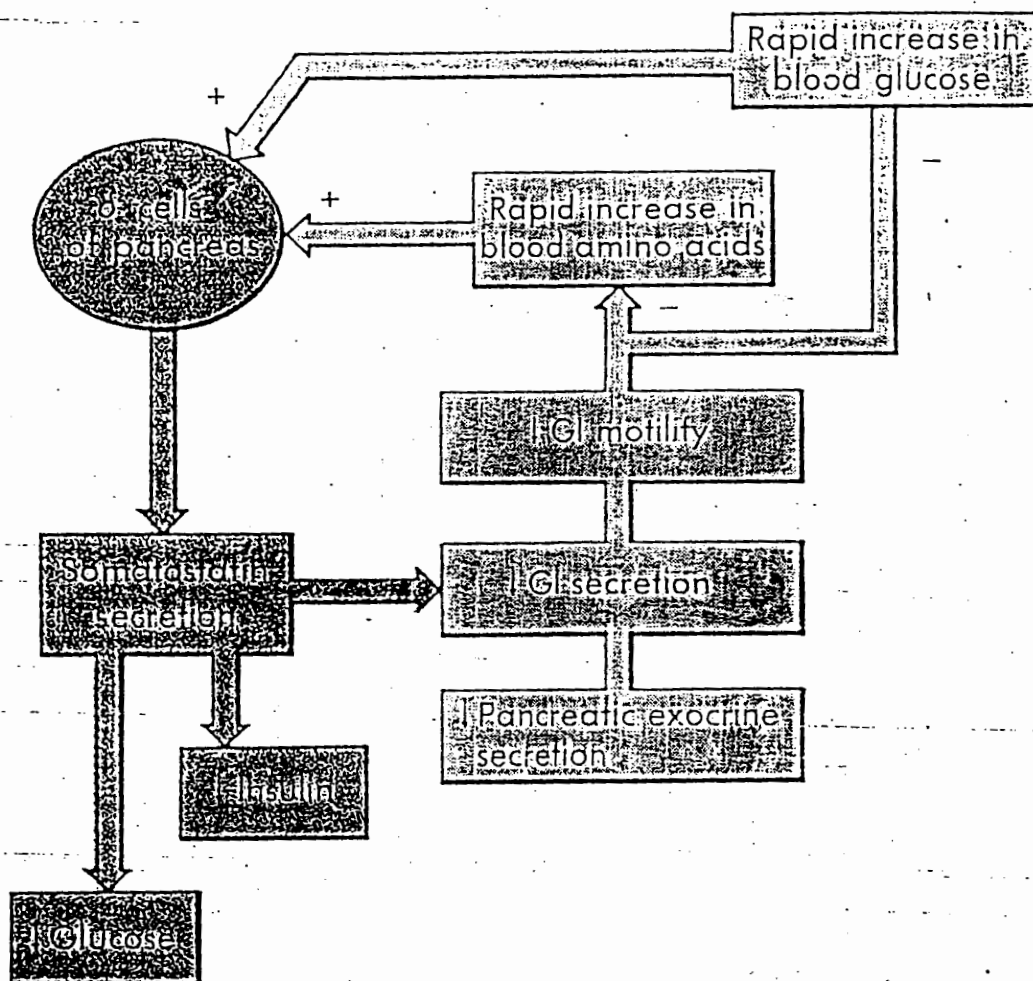 Rapid increase in
blood glucose
+
−
δ cells
of pancreas
+
Rapid increase in
blood amino acids
−
↓ GI motility
Somatostatin
secretion
↓ GI secretion
↓ Pancreatic exocrine
secretion
↓ Insulin
↓ Glucose